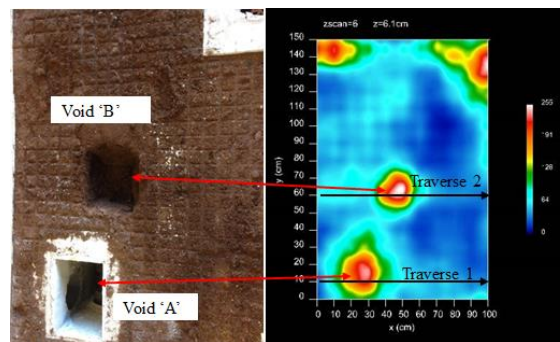 Void ‘B’
Void ‘A’
zscan=6 z=6.1cm
150
140
130
120
110
100
90
80
70
60
50
40
30
20
10
0
y (cm)
Traverse 2
Traverse 1
0 10 20 30 40 50 60 70 80 90 100
x (cm)
255
64
0